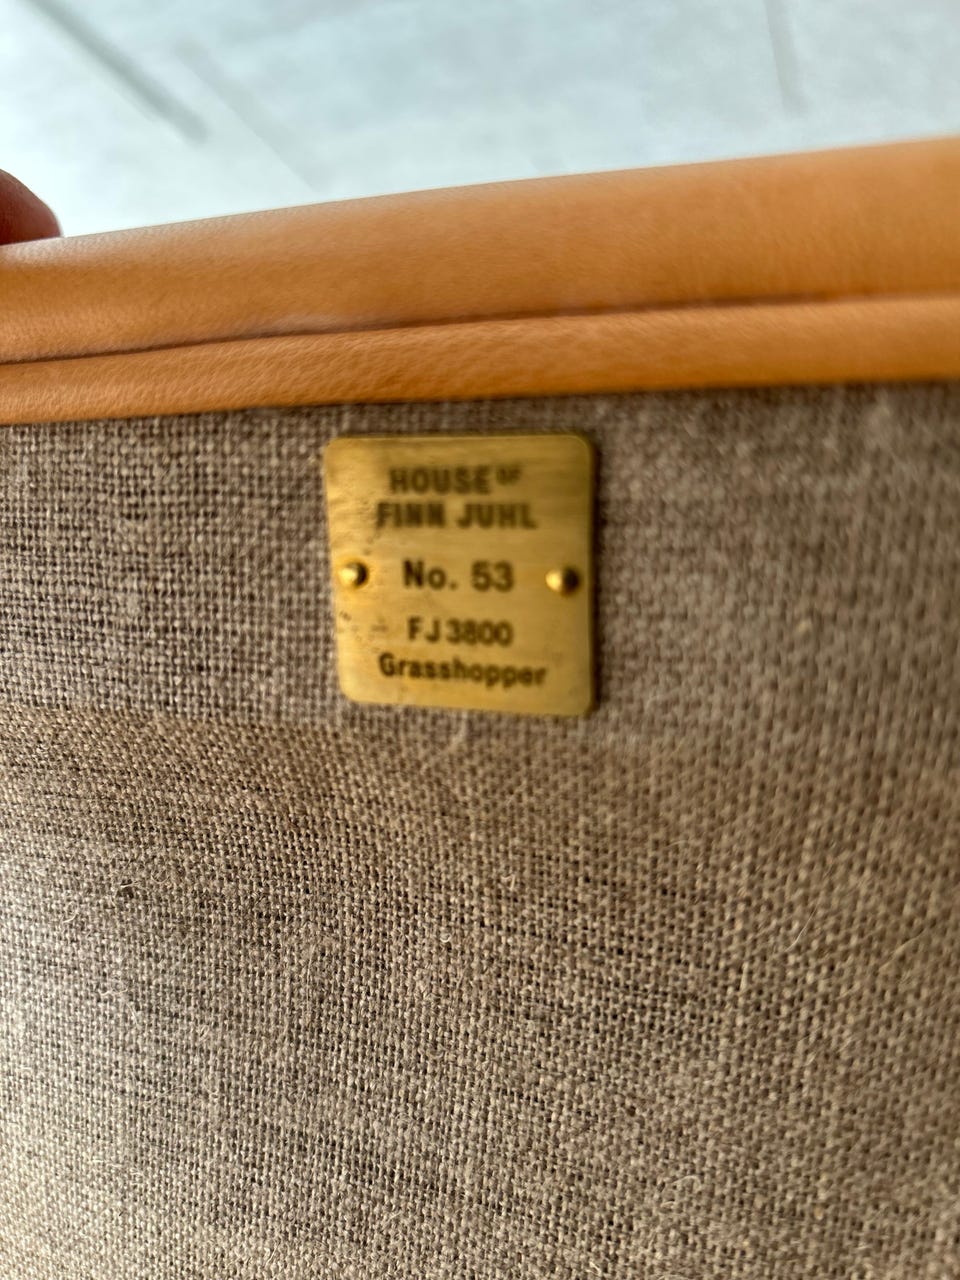 HOUSE OF
FINN JUHL
No. 53
FJ 3800
Grasshopper